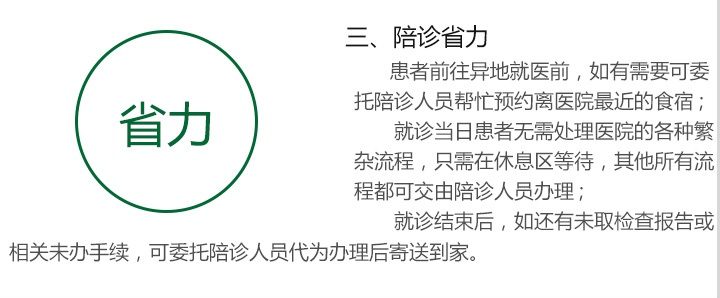 省力
三、陪诊省力
患者前往异地就医前，如有需要可委
托陪诊人员帮忙预约离医院最近的食宿；
就诊当日患者无需处理医院的各种繁
杂流程，只需在休息区等待，其他所有流
程都可交由陪诊人员办理；
就诊结束后，如还有未取检查报告或
相关未办手续，可委托陪诊人员代为办理后寄送到家。